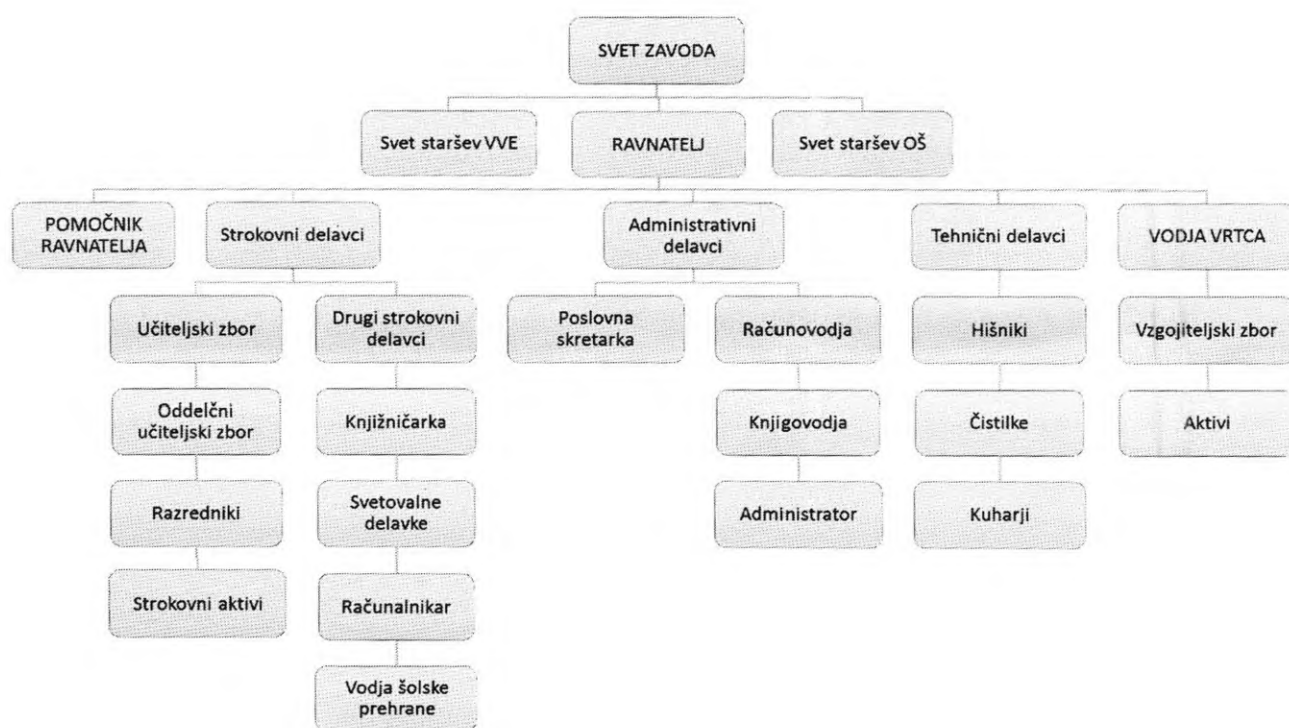 SVET ZAVODA
Svet staršev VVE
RAVNATELJ
Svet staršev OŠ
POMOČNIK
RAVNATELJA
Strokovni delavci
Administrativni
delavci
Tehnični delavci
VODJA VRTCA
Učiteljski zbor
Drugi strokovni
delavci
Poslovna
skretarka
Računovodja
Hišniki
Vzgojiteljski zbor
Oddelčni
učiteljski zbor
Knjižničarka
Knjigovodja
Čistilke
Aktivi
Razredniki
Svetovalne
delavke
Administrator
Kuharji
Strokovni aktivi
Računalnikar
Vodja šolske
prehrane